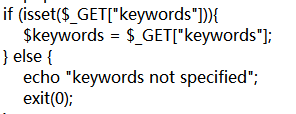 if (isset($_GET["keywords"])){
    $keywords = $_GET["keywords"];
} else {
    echo "keywords not specified";
    exit(0);